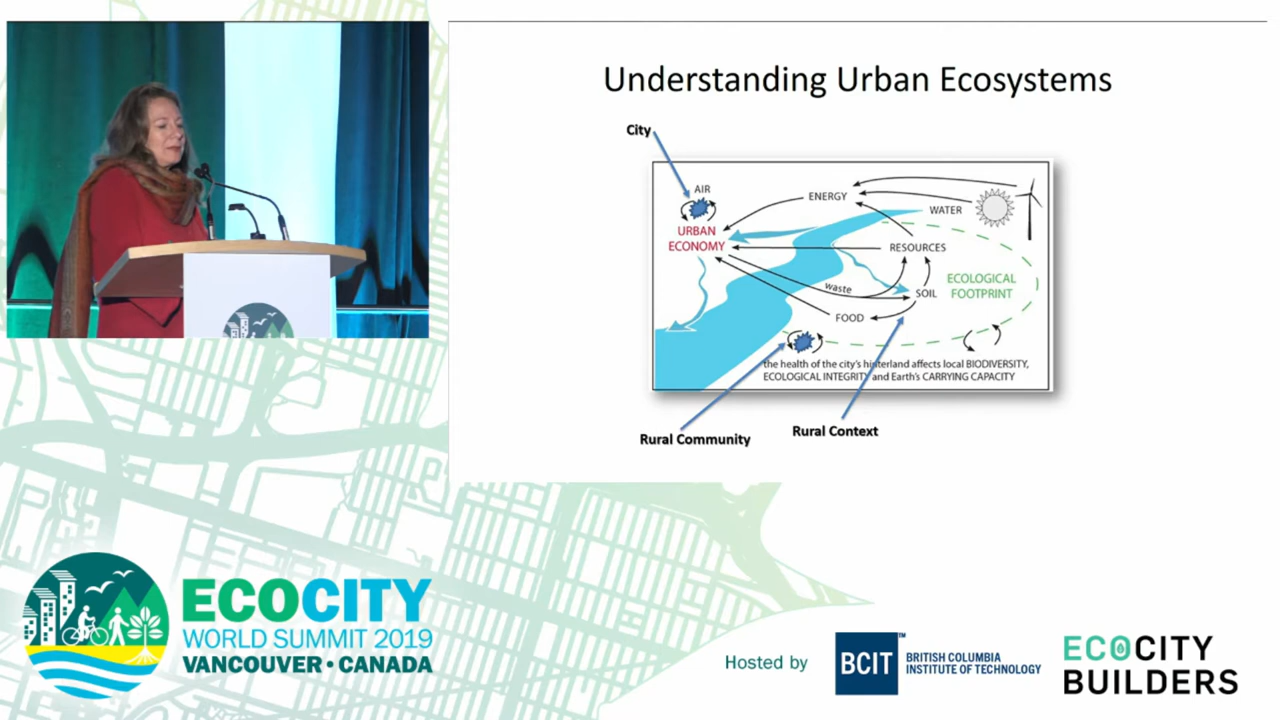 Understanding Urban Ecosystems
City
AIR
URBAN
ECONOMY
ENERGY
WATER
RESOURCES
ECOLOGICAL
FOOTPRINT
waste
SOIL
FOOD
the health of the city's hinterland affects local BIODIVERSITY,
ECOLOGICAL INTEGRITY and Earth's CARRYING CAPACITY
Rural Community
Rural Context
ECOCITY
WORLD SUMMIT 2019
VANCOUVER • CANADA
Hosted by
BCIT™
BRITISH COLUMBIA
INSTITUTE OF TECHNOLOGY
ECOCITY
BUILDERS